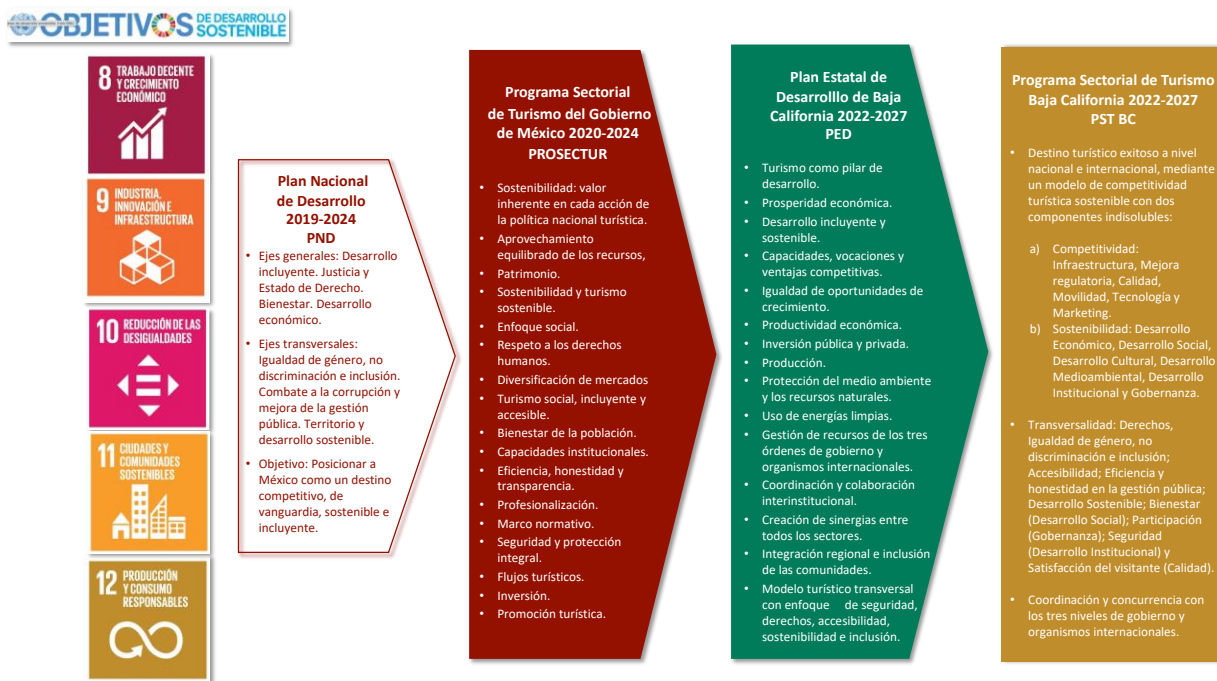 OBJETIVOS DE DESARROLLO
SOSTENIBLE
8 TRABAJO DECENTE
Y CRECIMIENTO
ECONÓMICO
9 INDUSTRIA,
INNOVACIÓN E
INFRAESTRUCTURA
10 REDUCCIÓN DE LAS
DESIGUALDADES
11 CIUDADES Y
COMUNIDADES
SOSTENIBLES
12 PRODUCCIÓN
Y CONSUMO
RESPONSABLES
Plan Nacional
de Desarrollo
2019-2024
PND
• Ejes generales: Desarrollo
incluyente. Justicia y
Estado de Derecho.
Bienestar. Desarrollo
económico.
• Ejes transversales:
Igualdad de género, no
discriminación e inclusión.
Combate a la corrupción y
mejora de la gestión
pública. Territorio y
desarrollo sostenible.
• Objetivo: Posicionar a
México como un destino
competitivo, de
vanguardia, sostenible e
incluyente.
Programa Sectorial
de Turismo del Gobierno
de México 2020-2024
PROSECTUR
• Sostenibilidad: valor
inherente en cada acción de
la política nacional turística.
• Aprovechamiento
equilibrado de los recursos,
• Patrimonio.
• Sostenibilidad y turismo
sostenible.
• Enfoque social.
• Respeto a los derechos
humanos.
• Diversificación de mercados
• Turismo social, incluyente y
accesible.
• Bienestar de la población.
• Capacidades institucionales.
• Eficiencia, honestidad y
transparencia.
• Profesionalización.
• Marco normativo.
• Seguridad y protección
integral.
• Flujos turísticos.
• Inversión.
• Promoción turística.
Plan Estatal de
Desarrolllo de Baja
California 2022-2027
PED
• Turismo como pilar de
desarrollo.
• Prosperidad económica.
• Desarrollo incluyente y
sostenible.
• Capacidades, vocaciones y
ventajas competitivas.
• Igualdad de oportunidades de
crecimiento.
• Productividad económica.
• Inversión pública y privada.
• Producción.
• Protección del medio ambiente
y los recursos naturales.
• Uso de energías limpias.
• Gestión de recursos de los tres
órdenes de gobierno y
organismos internacionales.
• Coordinación y colaboración
interinstitucional.
• Creación de sinergias entre
todos los sectores.
• Integración regional e inclusión
de las comunidades.
• Modelo turístico transversal
con enfoque de seguridad,
derechos, accesibilidad,
sostenibilidad e inclusión.
Programa Sectorial de Turismo
Baja California 2022-2027
PST BC
• Destino turístico exitoso a nivel
nacional e internacional, mediante
un modelo de competitividad
turística sostenible con dos
componentes indisolubles:
a) Competitividad:
Infraestructura, Mejora
regulatoria, Calidad,
Movilidad, Tecnología y
Marketing.
b) Sostenibilidad: Desarrollo
Económico, Desarrollo Social,
Desarrollo Cultural, Desarrollo
Medioambiental, Desarrollo
Institucional y Gobernanza.
• Transversalidad: Derechos,
Igualdad de género, no
discriminación e inclusión;
Accesibilidad; Eficiencia y
honestidad en la gestión pública;
Desarrollo Sostenible; Bienestar
(Desarrollo Social); Participación
(Gobernanza); Seguridad
(Desarrollo Institucional) y
Satisfacción del visitante (Calidad).
• Coordinación y concurrencia con
los tres niveles de gobierno y
organismos internacionales.